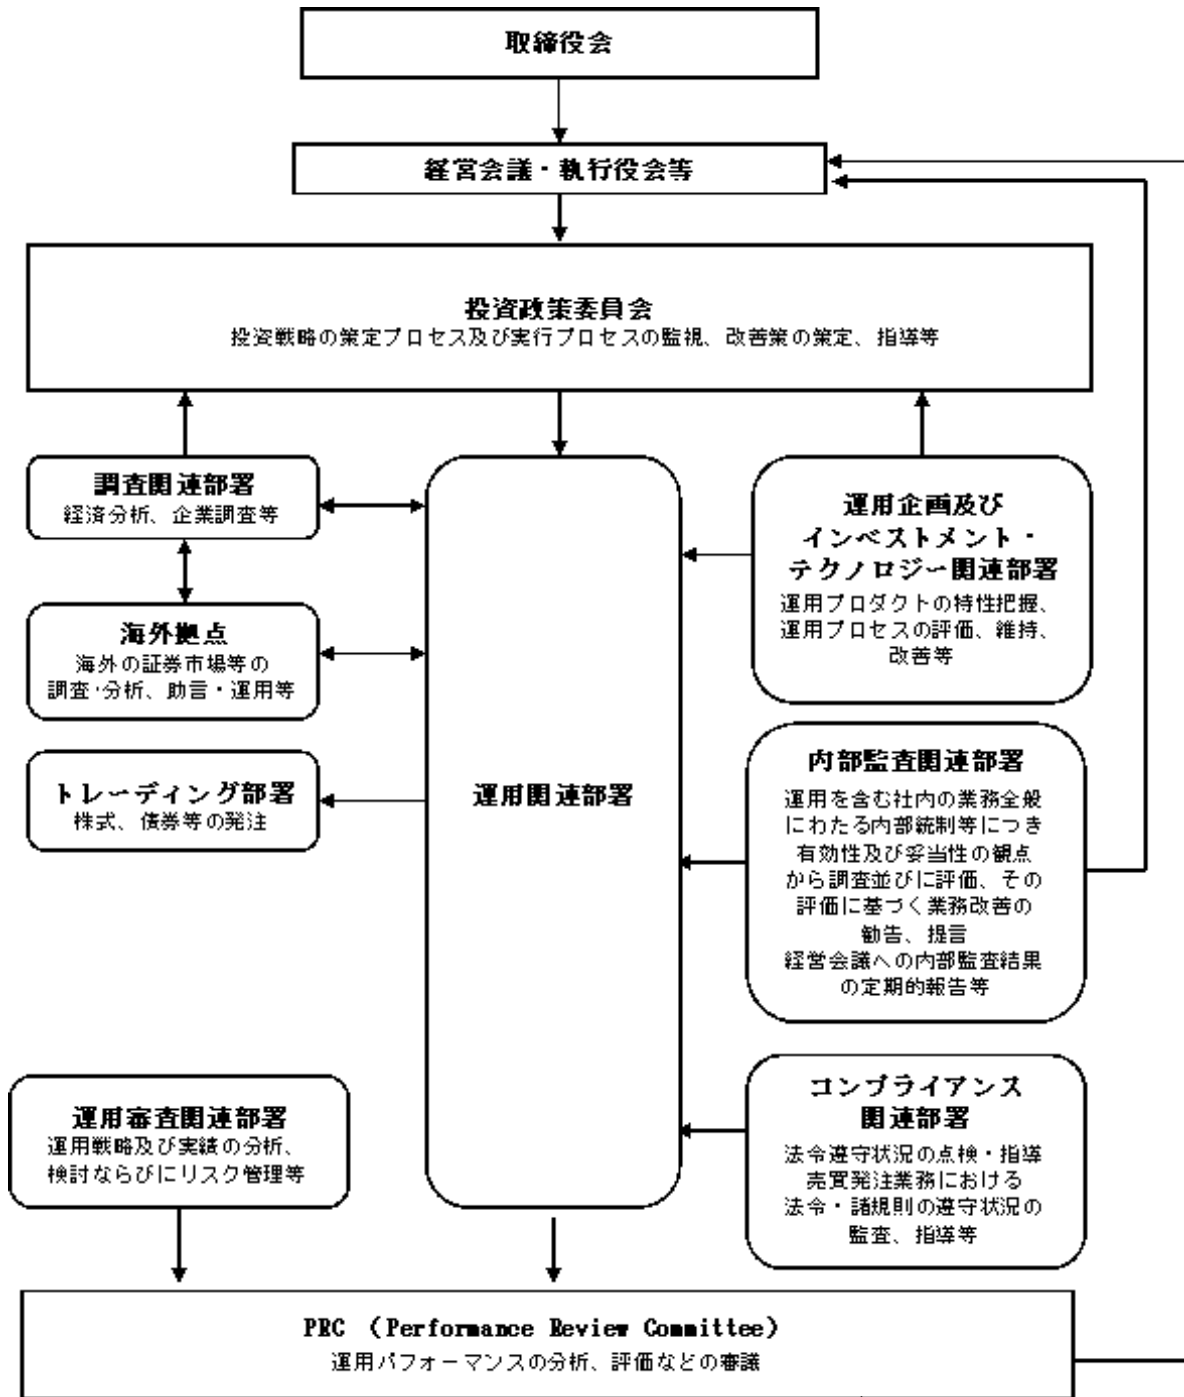 取締役会
経営会議・執行役会等
投資政策委員会
投資戦略の策定プロセス及び実行プロセスの監視、改善策の策定、指導等
調査関連部署
経済分析、企業調査等
海外拠点
海外の証券市場等の
調査・分析、助言・運用等
トレーディング部署
株式、債券等の発注
運用関連部署
運用企画及び
インベストメント・
テクノロジー関連部署
運用プロダクトの特性把握、
運用プロセスの評価、維持、
改善等
内部監査関連部署
運用を含む社内の業務全般
にわたる内部統制等につき
有効性及び妥当性の観点
から調査並びに評価、その
評価に基づく業務改善の
勧告、提言
経営会議への内部監査結果
の定期的報告等
コンプライアンス
関連部署
法令遵守状況の点検・指導
売買発注業務における
法令・諸規則の遵守状況の
監査、指導等
運用審査関連部署
運用戦略及び実績の分析、
検討ならびにリスク管理等
PRC （Performance Review Committee）
運用パフォーマンスの分析、評価などの審議